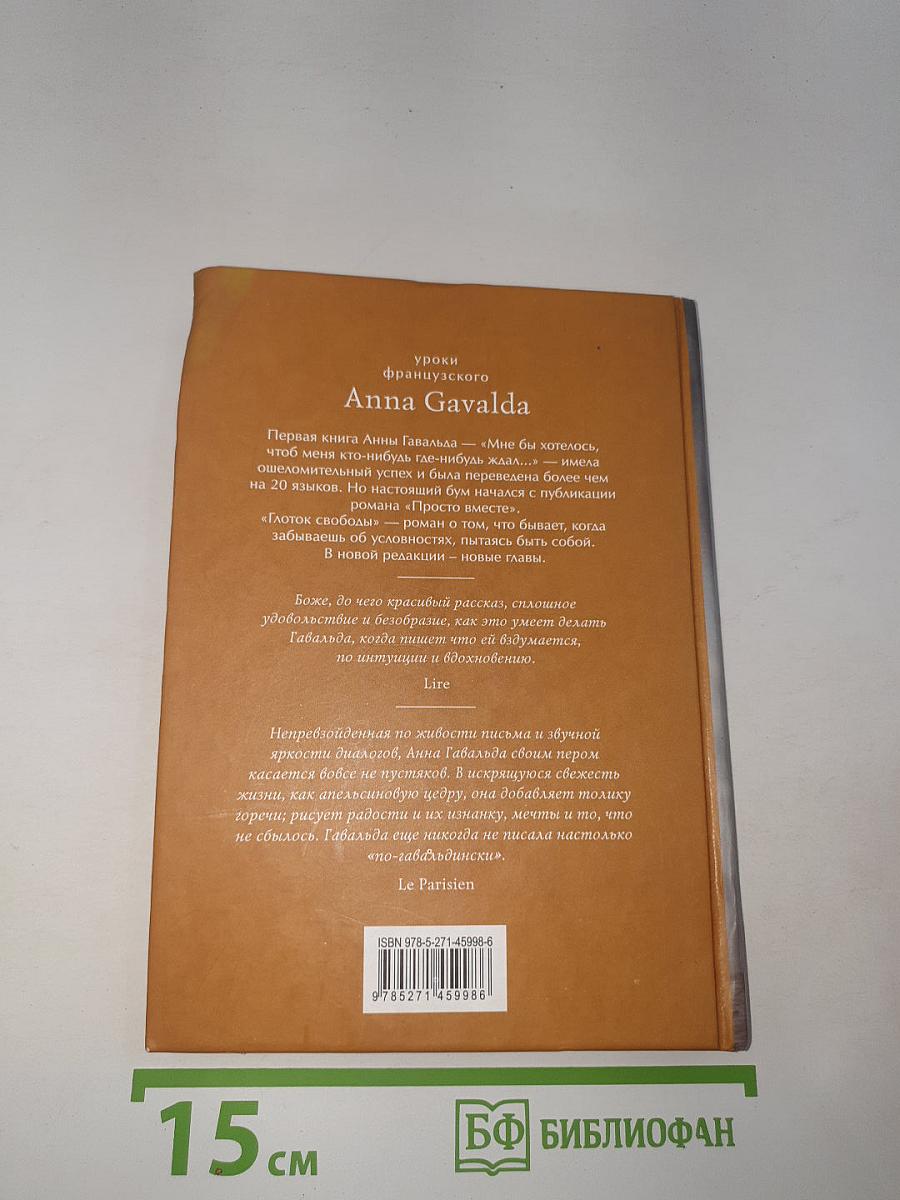 уроки
французского
Anna Gavalda
Первая книга Анны Гавальда — «Мне бы хотелось,
чтоб меня кто-нибудь где-нибудь ждал...» — имела
ошеломительный успех и была переведена более чем
на 20 языков. Но настоящий бум начался с публикации
романа «Просто вместе».
«Глоток свободы» — роман о том, что бывает, когда
забываешь об условностях, пытаясь быть собой.
В новой редакции – новые главы.
Боже, до чего красивый рассказ, сплошное
удовольствие и безобразие, как это умеет делать
Гавальда, когда пишет что ей вздумается,
по интуиции и вдохновению.
Lire
Непревзойденная по живости письма и звучной
яркости диалогов, Анна Гавальда своим пером
касается вовсе не пустяков. В искрящуюся свежесть
жизни, как апельсиновую цедру, она добавляет толику
горечи; рисует радости и их изнанку, мечты и то, что
не сбылось. Гавальда еще никогда не писала настолько
«по-гавальдински».
Le Parisien
ISBN 978-5-271-45998-6
9 785271 459986
15 см
БФ БИБЛИОФАН